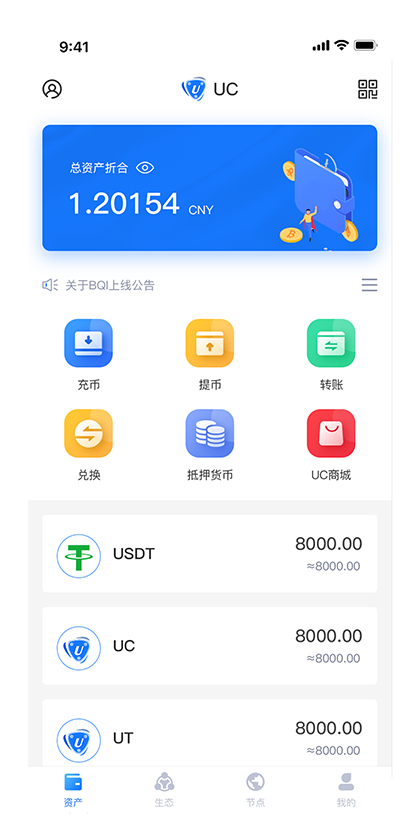 9:41
UC
总资产折合
1.20154 CNY
关于BQI上线公告
充币 提币 转账
兑换 抵押货币 UC商城
USDT 8000.00
≈8000.00
UC 8000.00
≈8000.00
UT 8000.00
≈8000.00
资产 生态 节点 我的